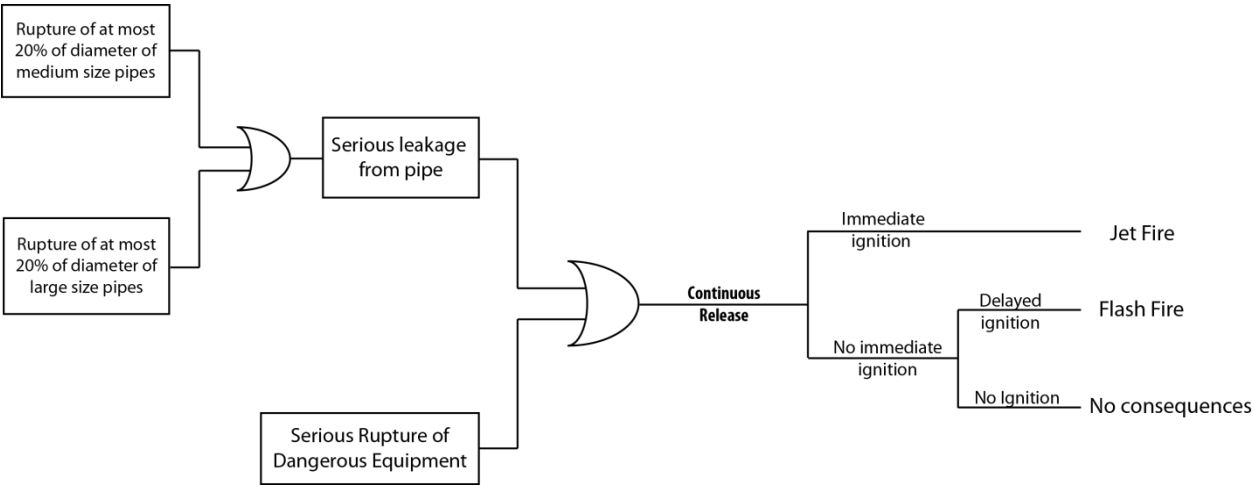 Rupture of at most
20% of diameter of
medium size pipes
Rupture of at most
20% of diameter of
large size pipes
Serious leakage
from pipe
Serious Rupture of
Dangerous Equipment
Continuous
Release
Immediate
ignition
Jet Fire
No immediate
ignition
Delayed
ignition
Flash Fire
No Ignition
No consequences